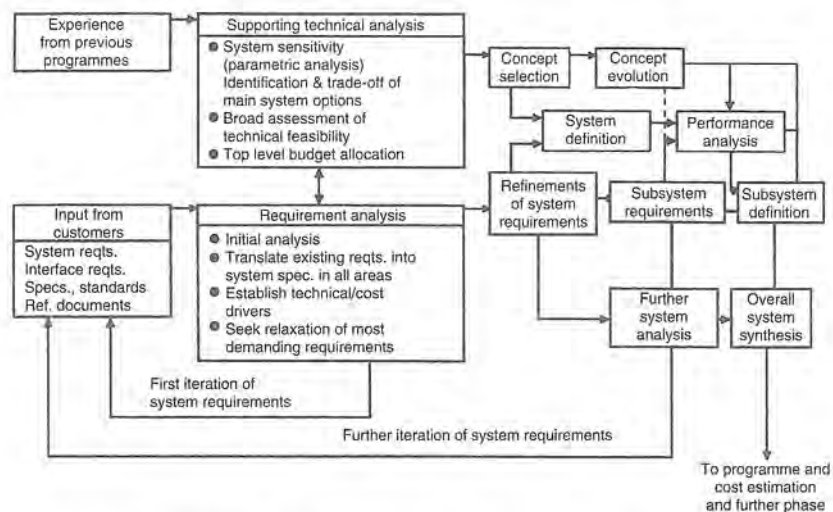 Experience
from previous
programmes
Supporting technical analysis
System sensitivity
(parametric analysis)
Identification & trade-off of
main system options
Broad assessment of
technical feasibility
Top level budget allocation
Concept
selection
Concept
evolution
System
definition
Performance
analysis
Input from
customers
System reqts.
Interface reqts.
Specs., standards
Ref. documents
Requirement analysis
Initial analysis
Translate existing reqts. into
system spec. in all areas
Establish technical/cost
drivers
Seek relaxation of most
demanding requirements
Refinements
of system
requirements
Subsystem
requirements
Subsystem
definition
Further
system
analysis
Overall
system
synthesis
First iteration of
system requirements
Further iteration of system requirements
To programme and
cost estimation
and further phase